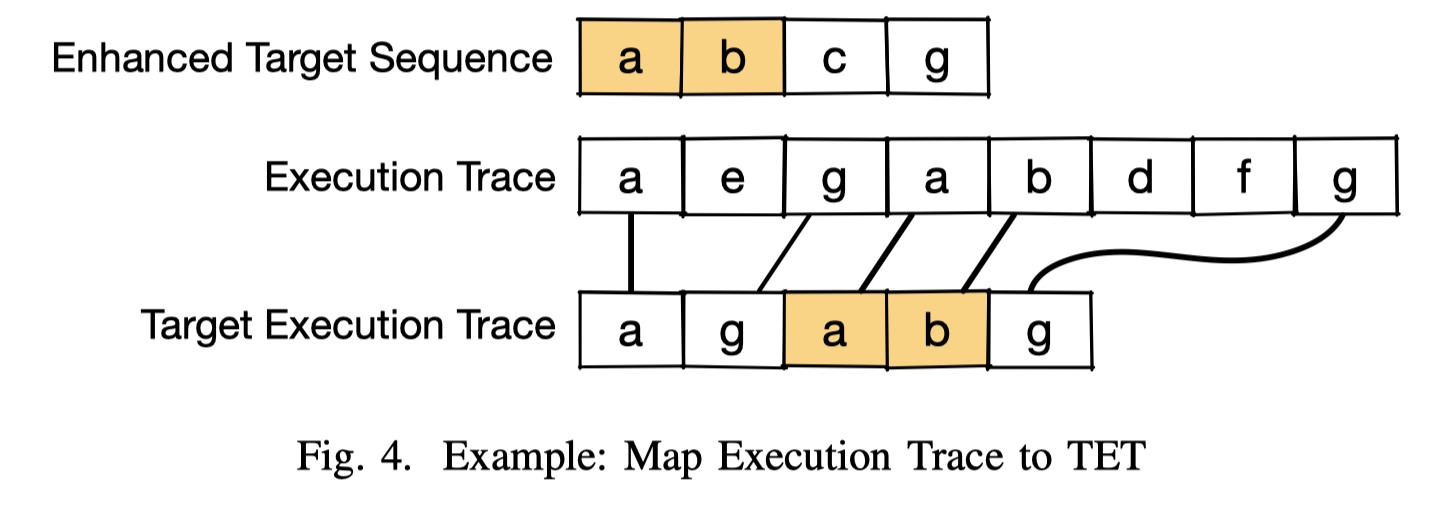 Enhanced Target Sequence a b c g
Execution Trace a e g a b d f g
Target Execution Trace a g a b g
Fig. 4. Example: Map Execution Trace to TET